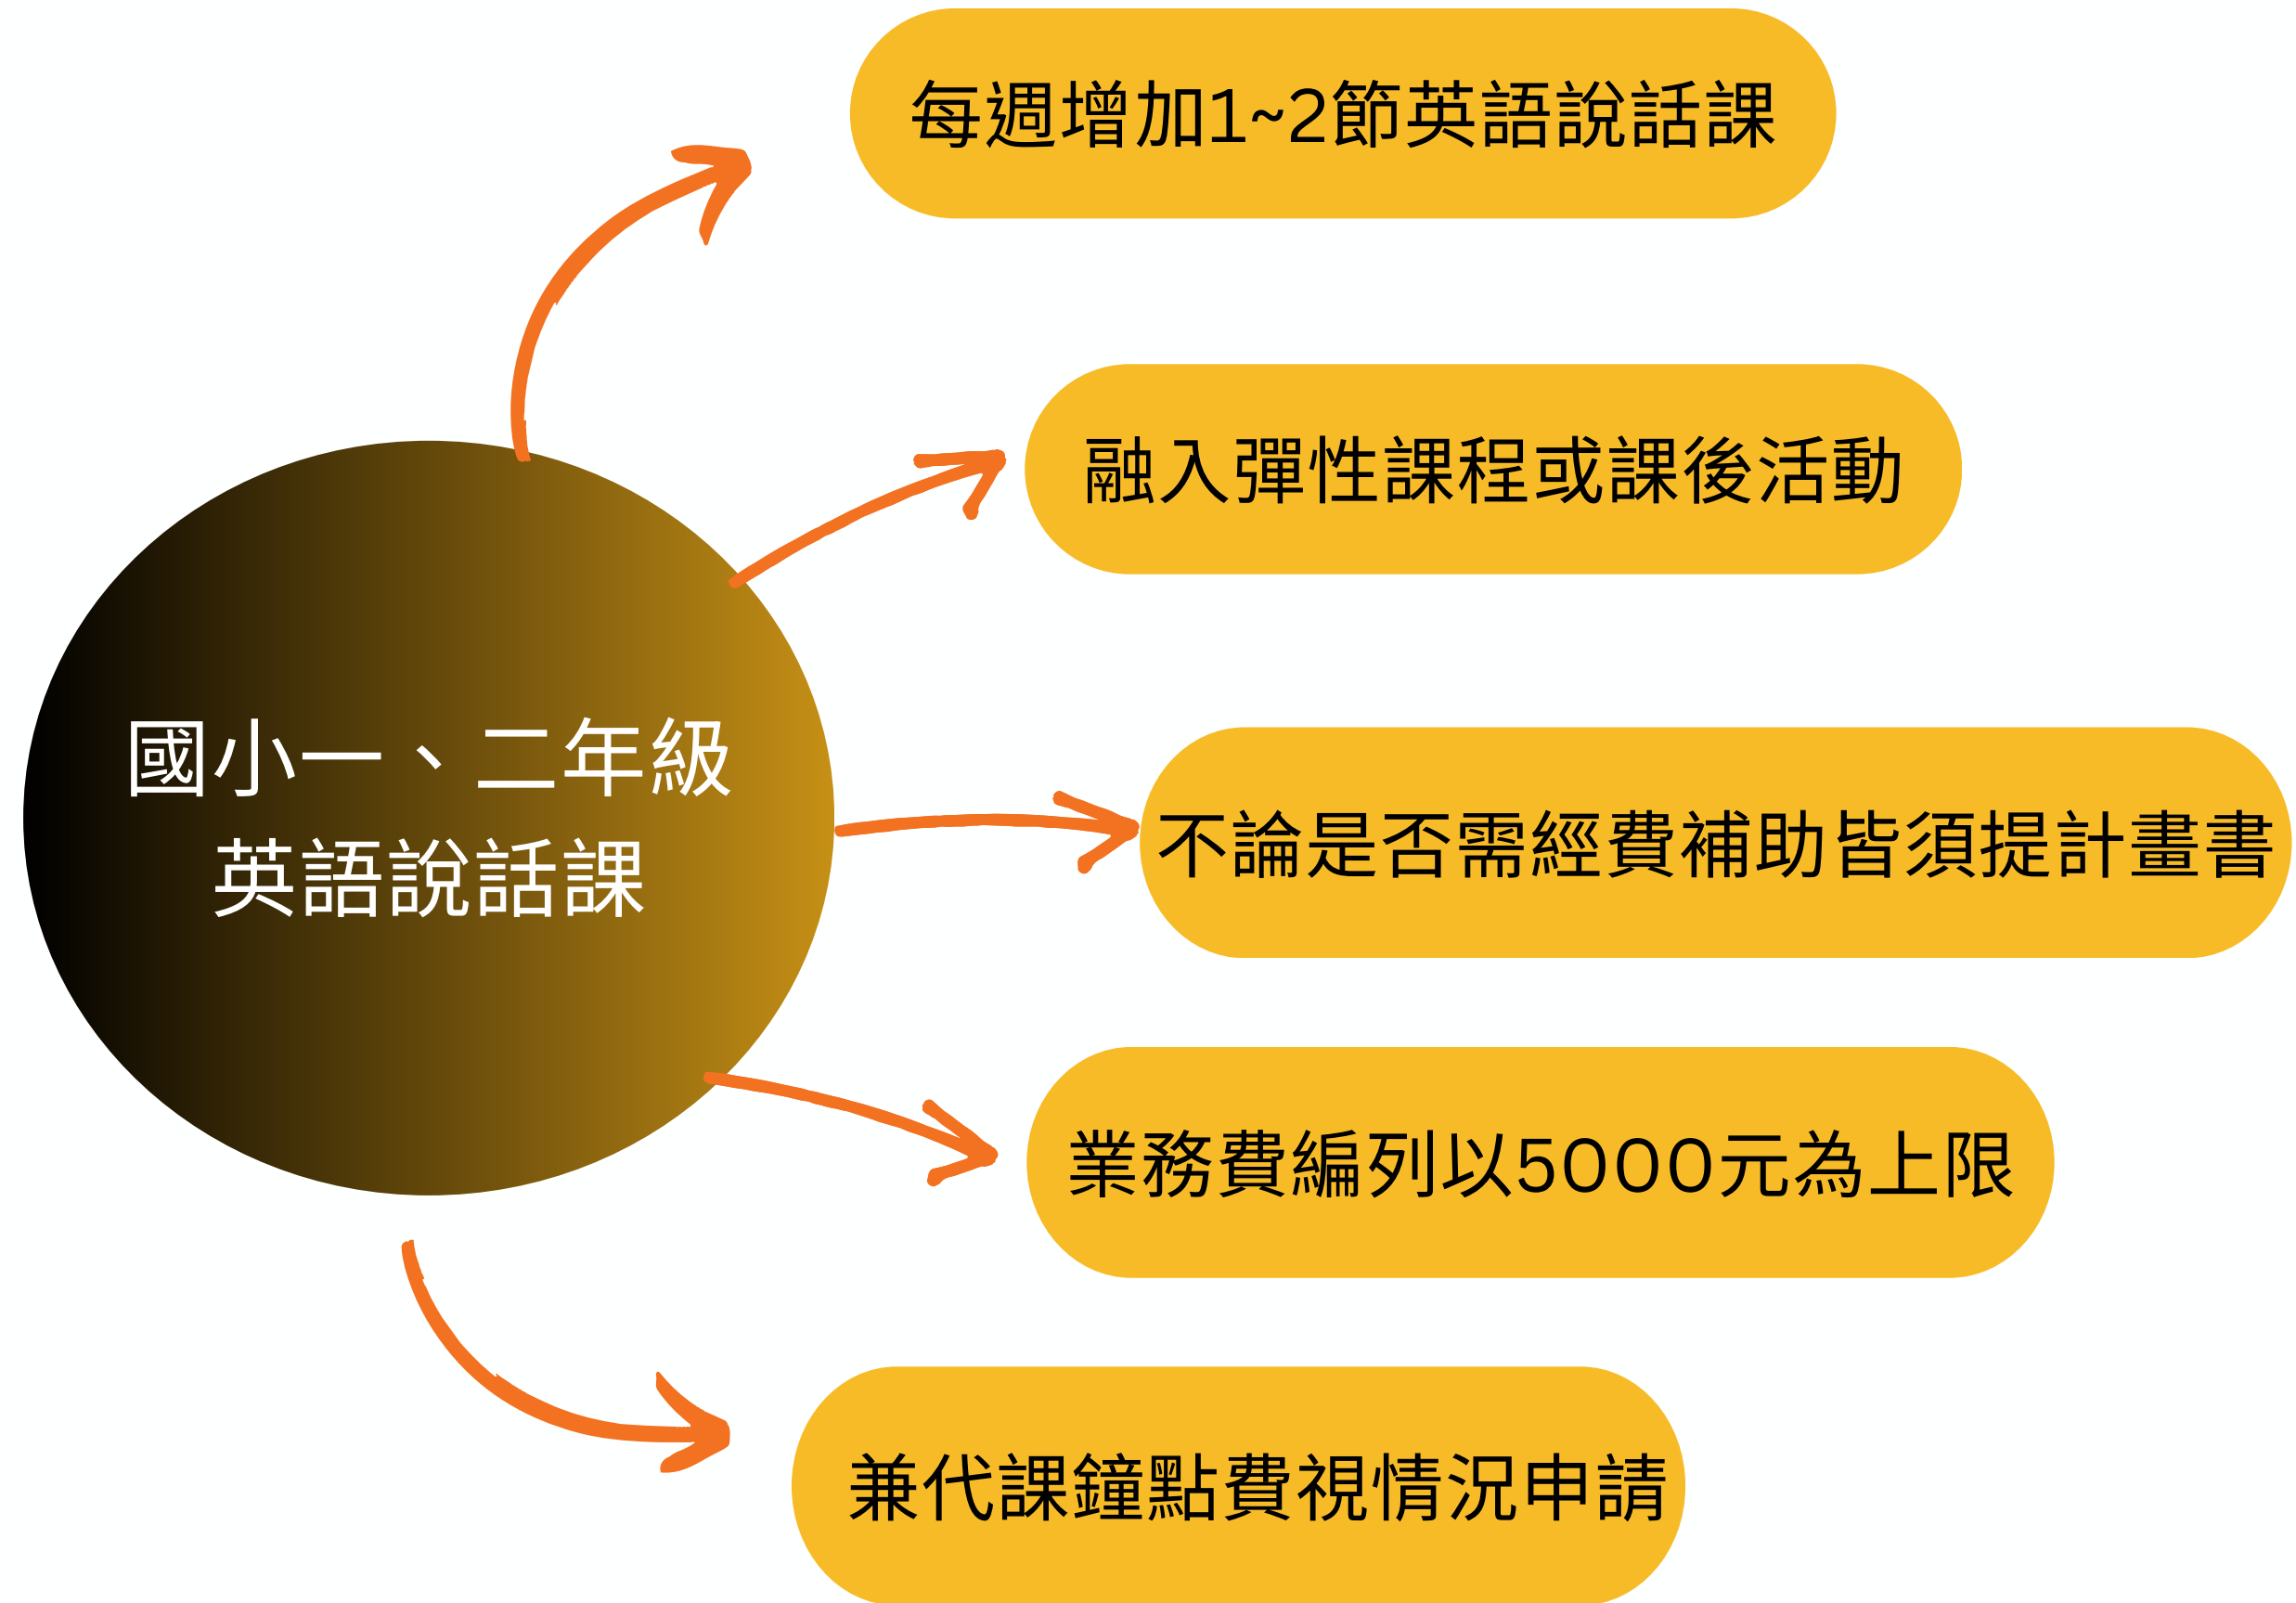 每週增加1~2節英語說話課
融入彈性課程或課後活動
國小一、二年級
英語說話課
不論是否需經費補助皆須提計畫書
業務費編列以5000元為上限
兼代課鐘點費視情況申請